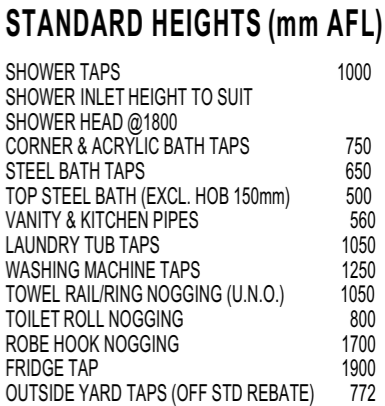 STANDARD HEIGHTS (mm AFL)
SHOWER TAPS 1000
SHOWER INLET HEIGHT TO SUIT
SHOWER HEAD @1800
CORNER & ACRYLIC BATH TAPS 750
STEEL BATH TAPS 650
TOP STEEL BATH (EXCL. HOB 150mm) 500
VANITY & KITCHEN PIPES 560
LAUNDRY TUB TAPS 1050
WASHING MACHINE TAPS 1250
TOWEL RAIL/RING NOGGING (U.N.O.) 1050
TOILET ROLL NOGGING 800
ROBE HOOK NOGGING 1700
FRIDGE TAP 1900
OUTSIDE YARD TAPS (OFF STD REBATE) 772